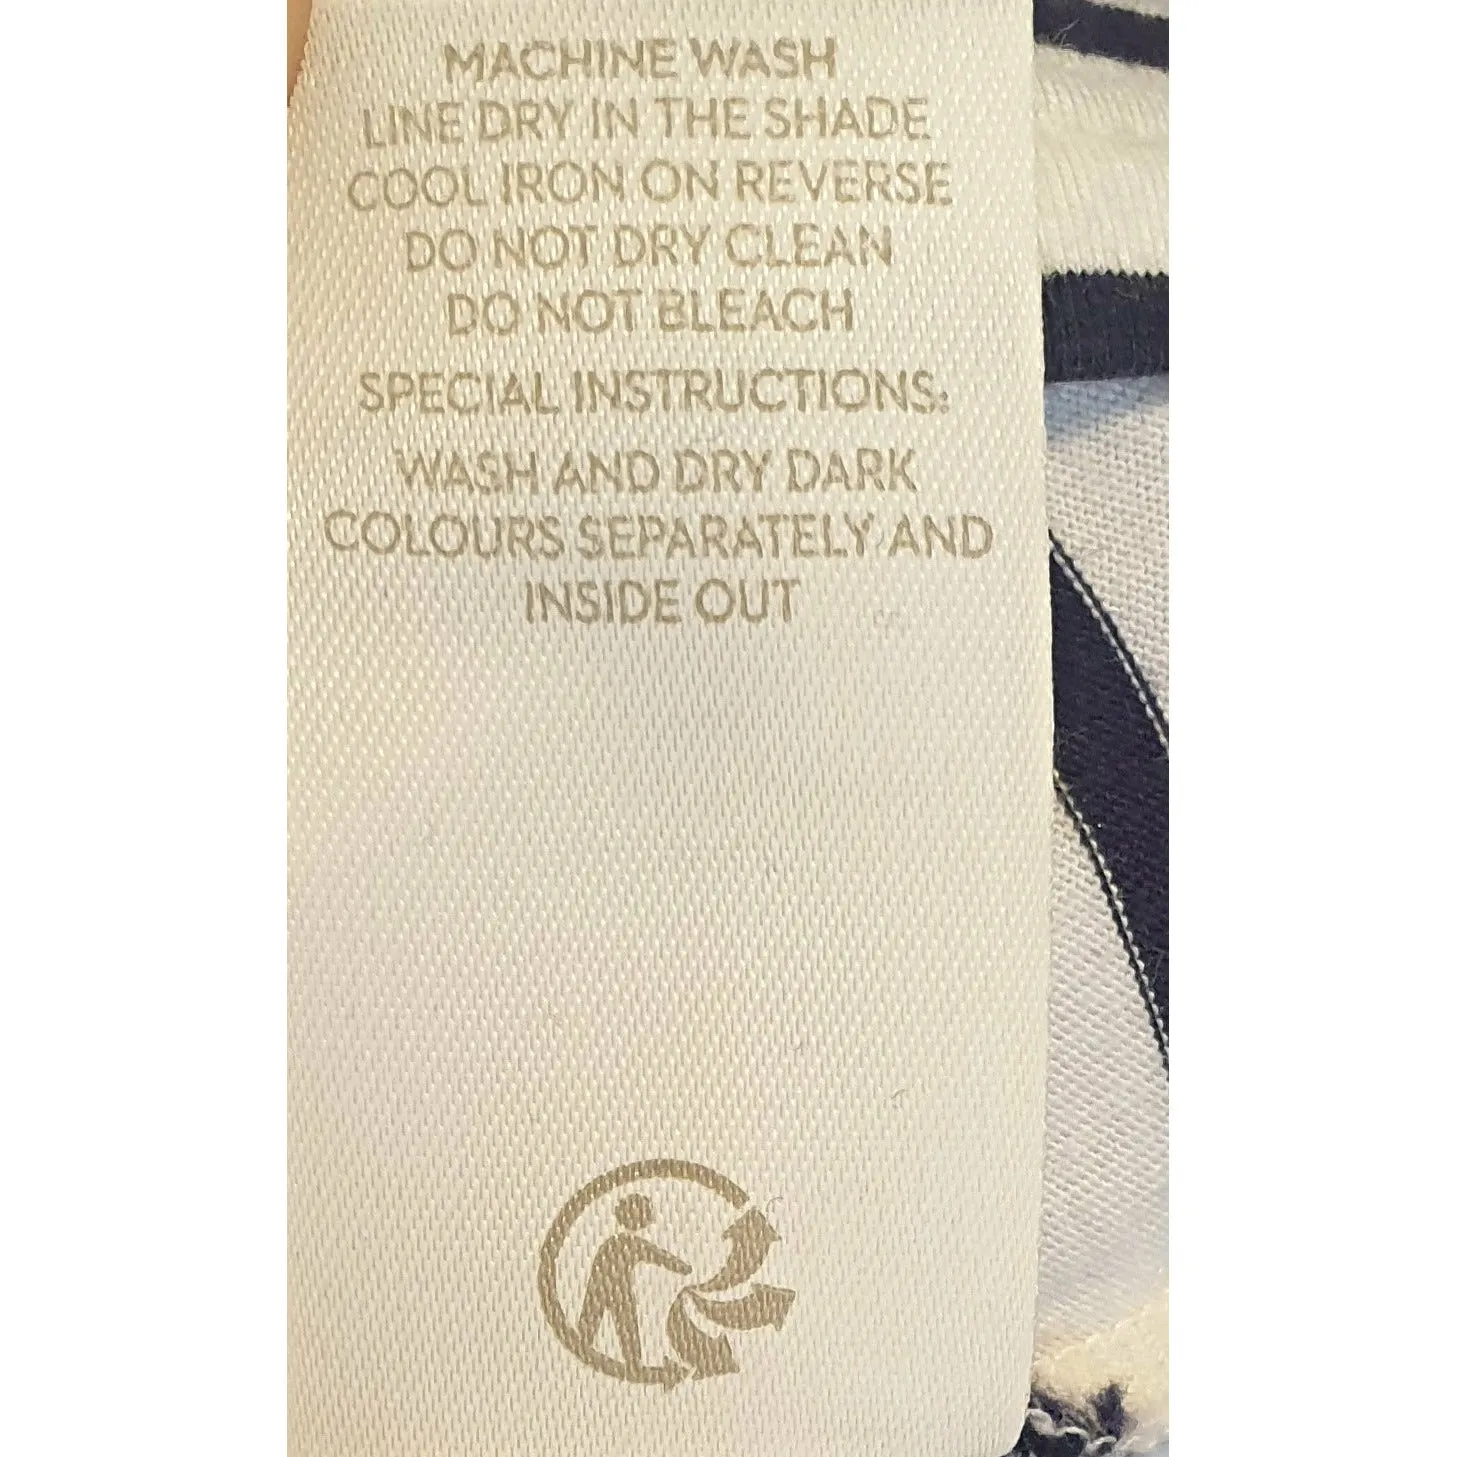 MACHINE WASH
LINE DRY IN THE SHADE
COOL IRON ON REVERSE
DO NOT DRY CLEAN
DO NOT BLEACH
SPECIAL INSTRUCTIONS:
WASH AND DRY DARK
COLOURS SEPARATELY AND
INSIDE OUT